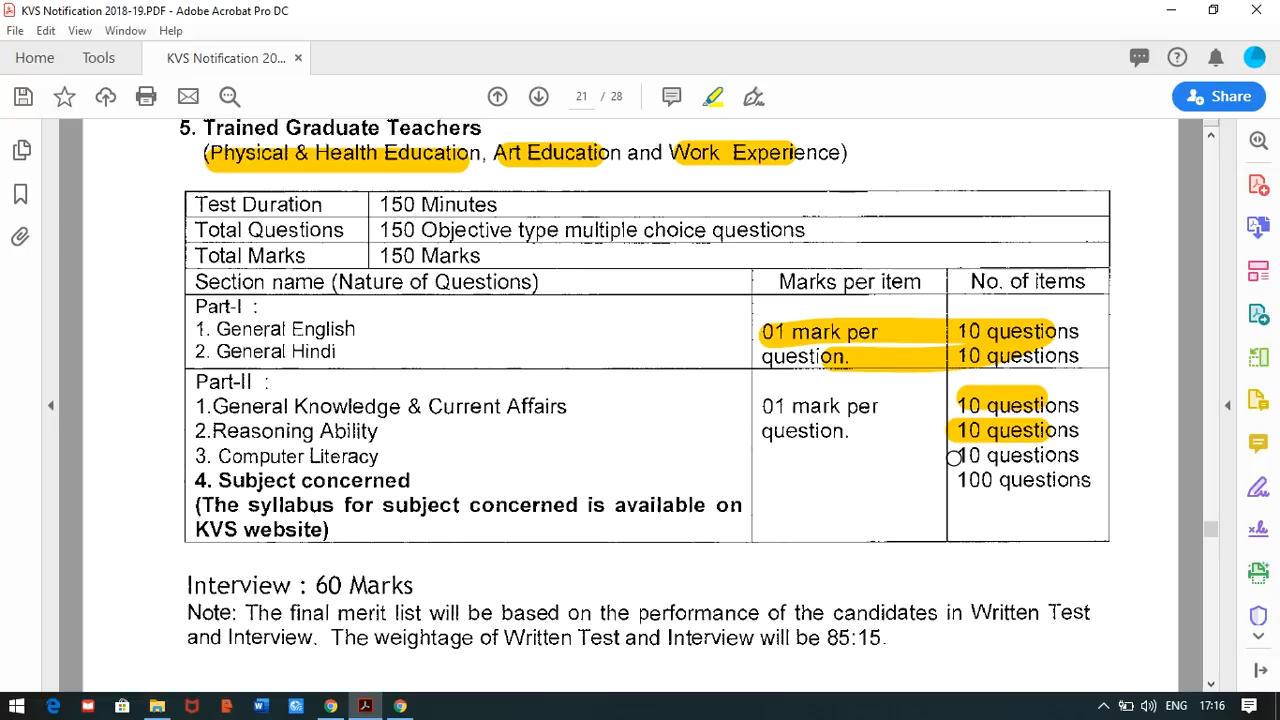 KVS Notification 2018-19.PDF - Adobe Acrobat Pro DC
File Edit View Window Help
Home Tools KVS Notification 20... ×
21 / 28
Share
5. Trained Graduate Teachers
(Physical & Health Education, Art Education and Work Experience)
Test Duration 150 Minutes
Total Questions 150 Objective type multiple choice questions
Total Marks 150 Marks
Section name (Nature of Questions) Marks per item No. of items
Part-I :
1. General English 01 mark per 10 questions
2. General Hindi question. 10 questions
Part-II :
1.General Knowledge & Current Affairs 01 mark per 10 questions
2.Reasoning Ability question. 10 questions
3. Computer Literacy 10 questions
4. Subject concerned 100 questions
(The syllabus for subject concerned is available on
KVS website)
Interview : 60 Marks
Note: The final merit list will be based on the performance of the candidates in Written Test
and Interview. The weightage of Written Test and Interview will be 85:15.
ENG 17:16